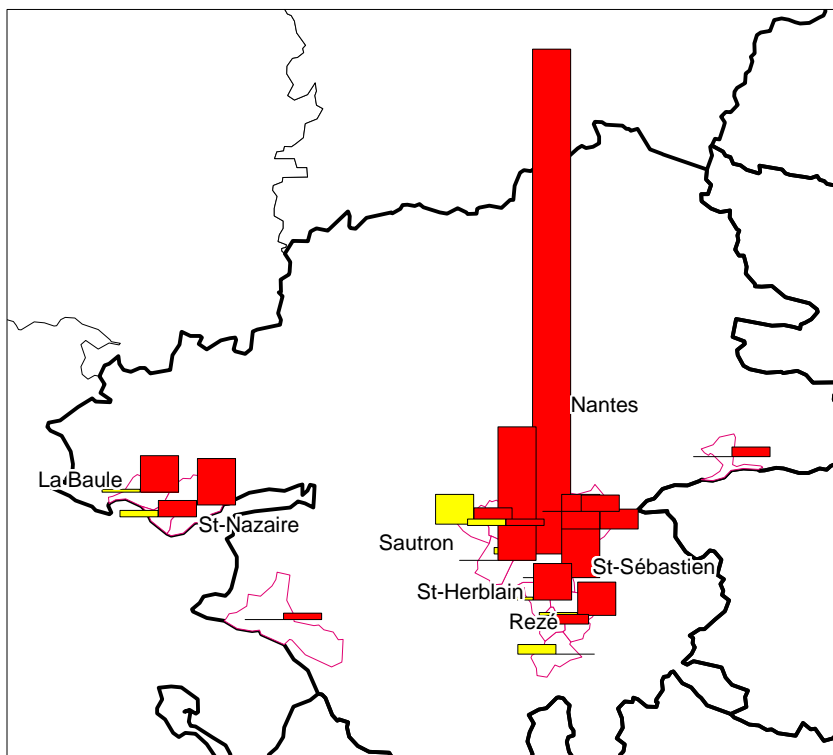 Nantes
La Baule
St-Nazaire
Sautron
St-Sébastien
St-Herblain
Rezé